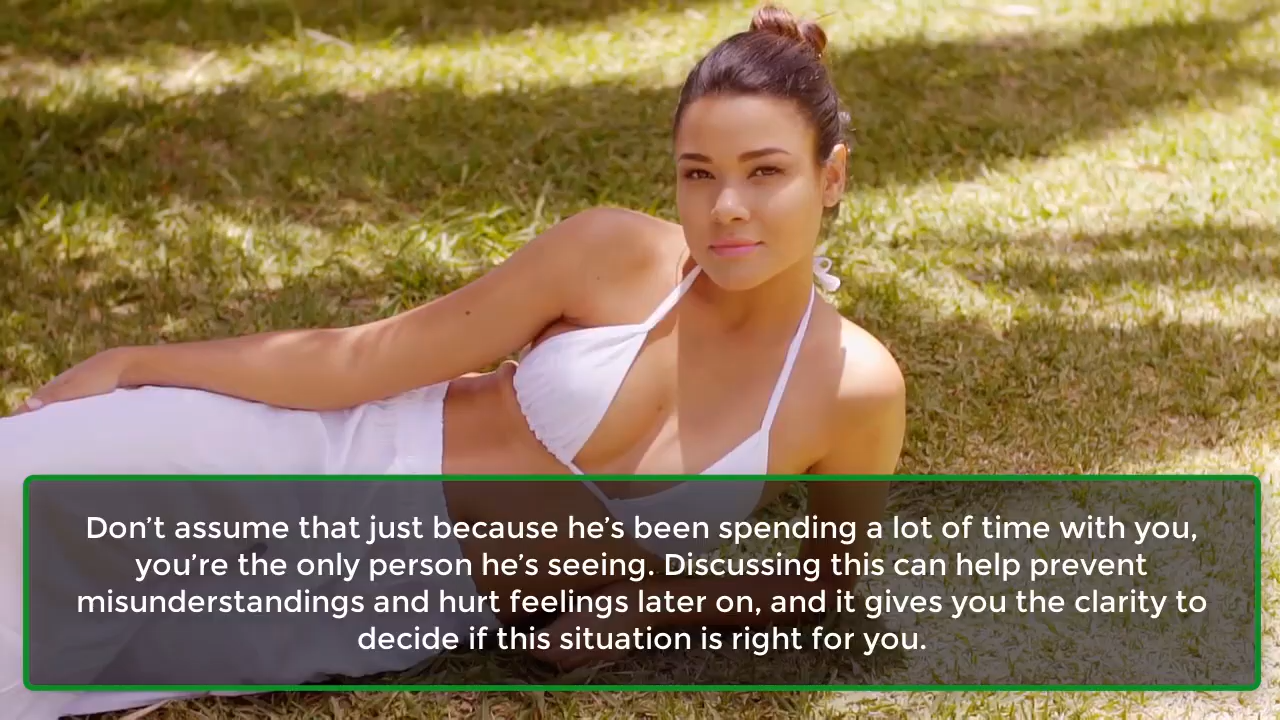 Don’t assume that just because he’s been spending a lot of time with you,
you’re the only person he’s seeing. Discussing this can help prevent
misunderstandings and hurt feelings later on, and it gives you the clarity to
decide if this situation is right for you.